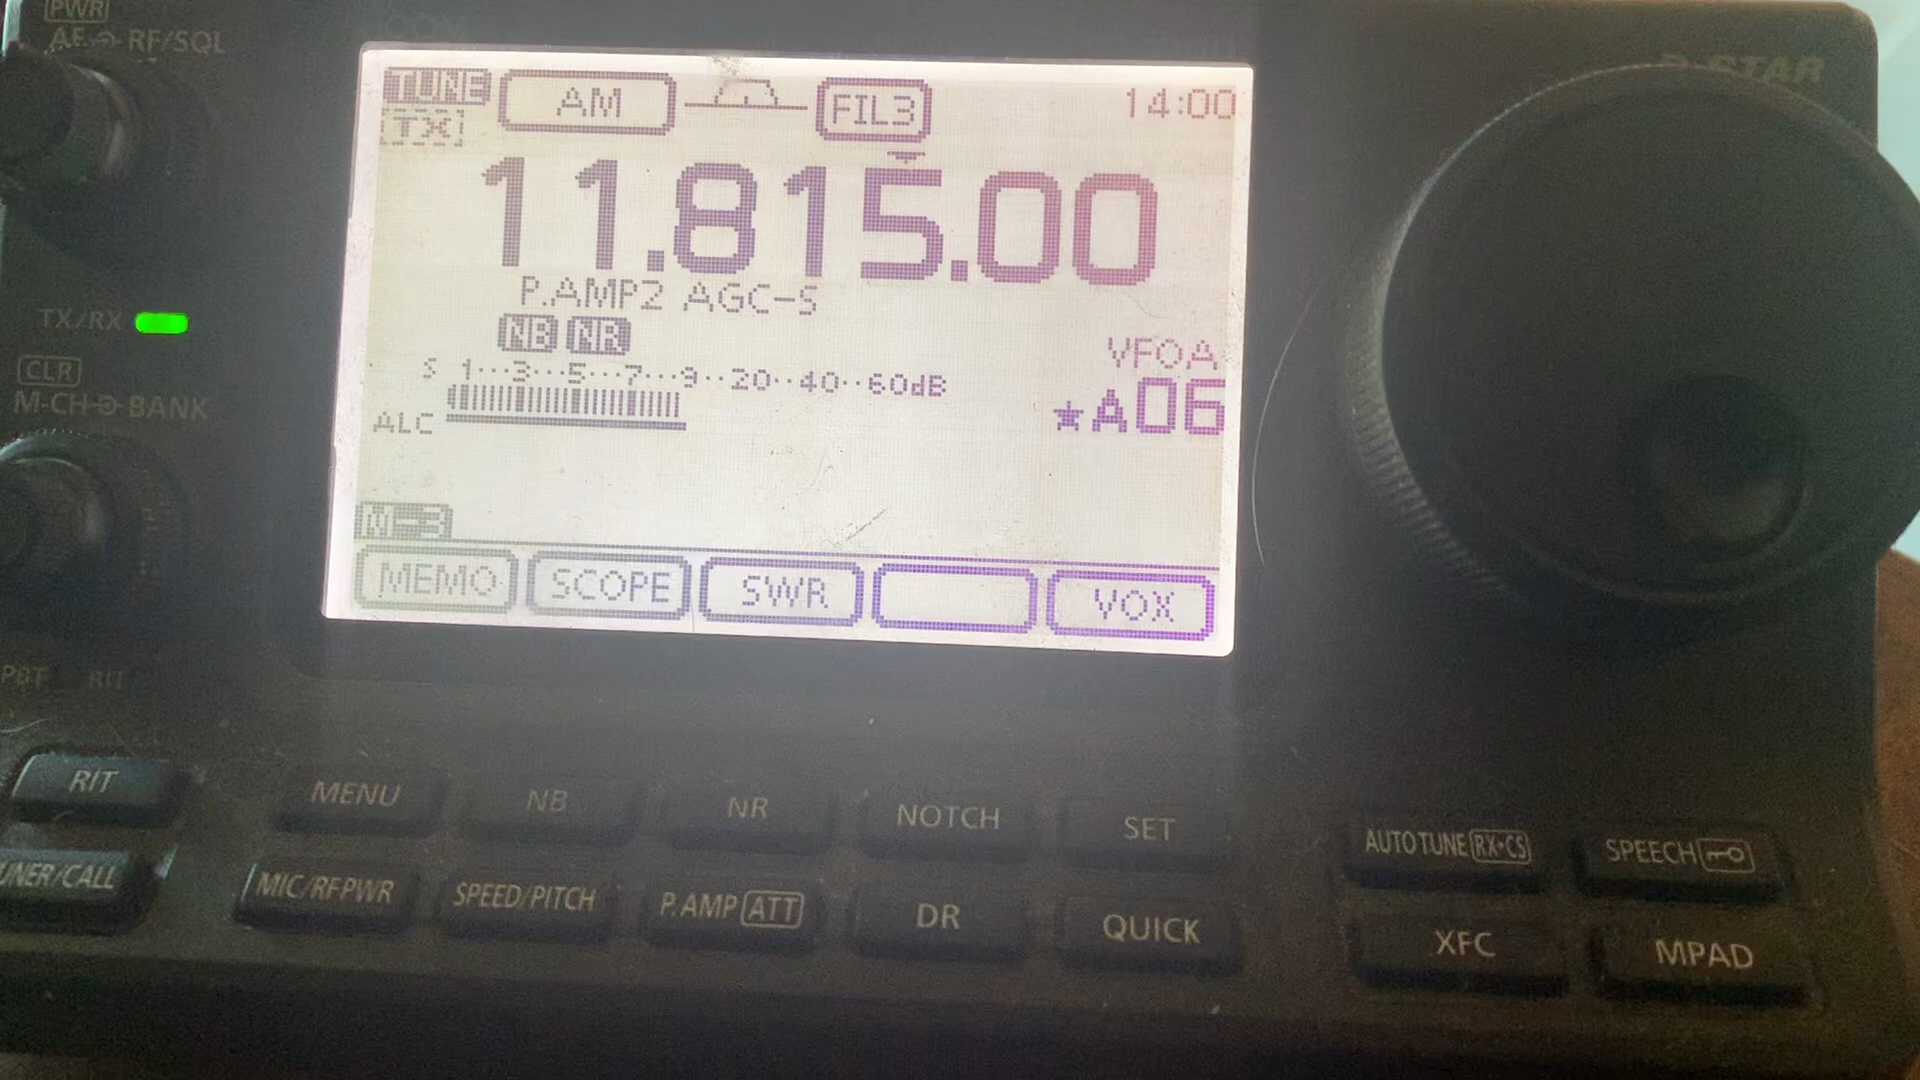 PWR
AF RF/SQL
ICOM
D-STAR
TUNE AM FIL3 14:00
TX
11.815.00
P.AMP2 AGC-S
TX/RX
NB NR
VFOA
S 1···3···5···7···9··20··40··60dB
CLR
M-CH BANK
★A06
ALC
M-3
MEMO SCOPE SWR VOX
PBT RIT
RIT MENU NB NR NOTCH SET AUTOTUNE RX•CS SPEECH
TUNER/CALL MIC/RFPWR SPEED/PITCH P.AMP ATT DR QUICK XFC MPAD